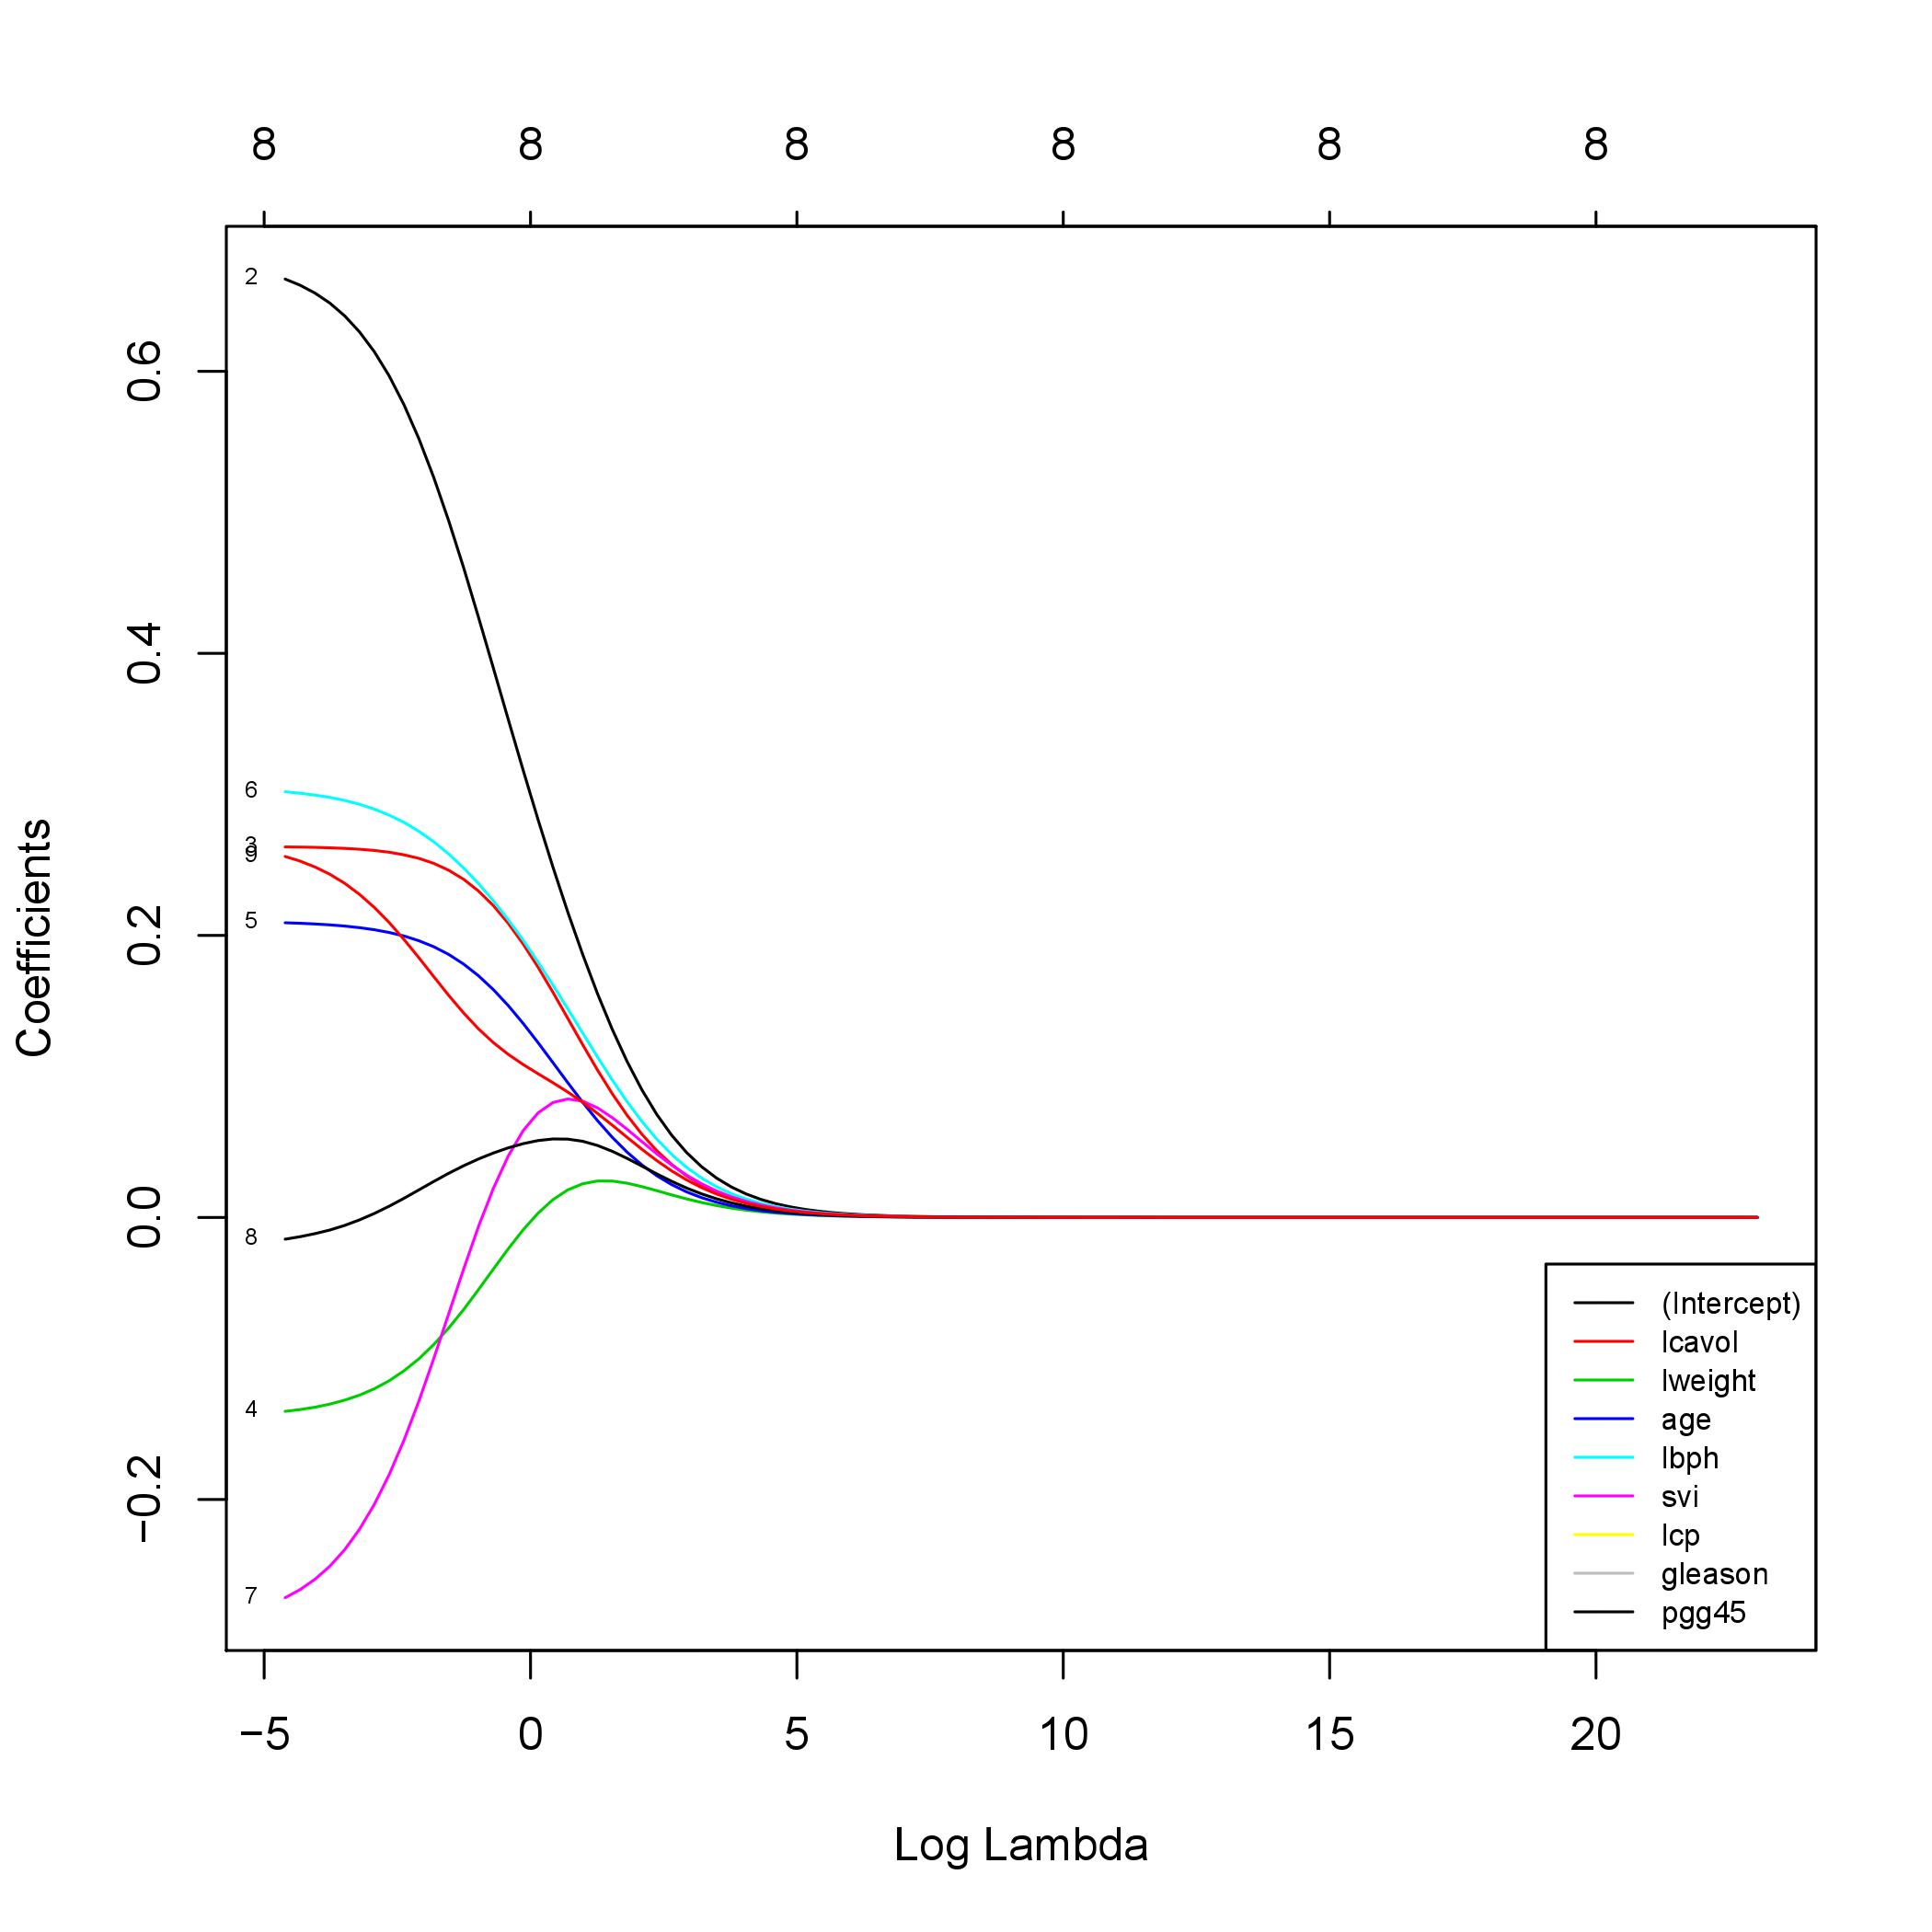 8 8 8 8 8 8
Coefficients
0.6
0.4
0.2
0.0
−0.2
2
6
3
9
5
8
4
7
(Intercept)
lcavol
lweight
age
lbph
svi
lcp
gleason
pgg45
−5 0 5 10 15 20
Log Lambda